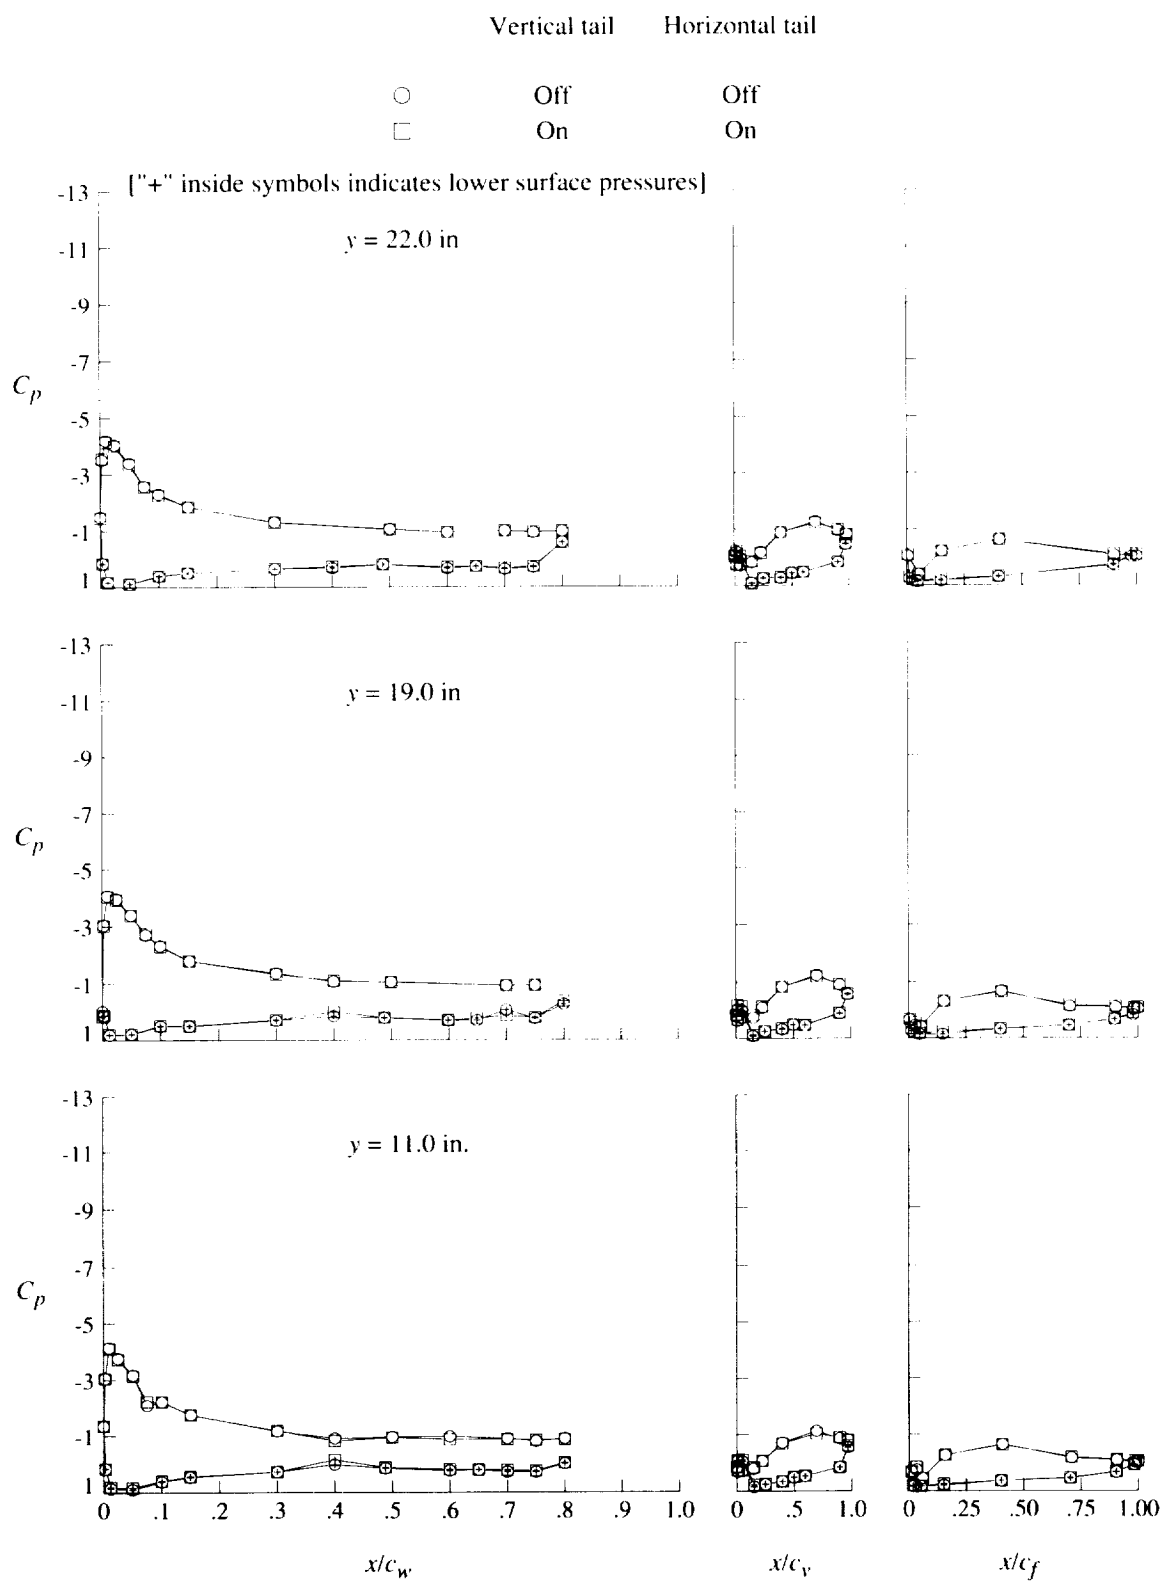 Vertical tail Horizontal tail
Off Off
On On
["+" inside symbols indicates lower surface pressures]
y = 22.0 in
-13
-11
-9
-7
-5
-3
-1
1
Cp
y = 19.0 in
-13
-11
-9
-7
-5
-3
-1
1
Cp
y = 11.0 in.
-13
-11
-9
-7
-5
-3
-1
1
Cp
0 .1 .2 .3 .4 .5 .6 .7 .8 .9 1.0
0 .5 1.0
0 .25 .50 .75 1.00
x/cw
x/cv
x/cf